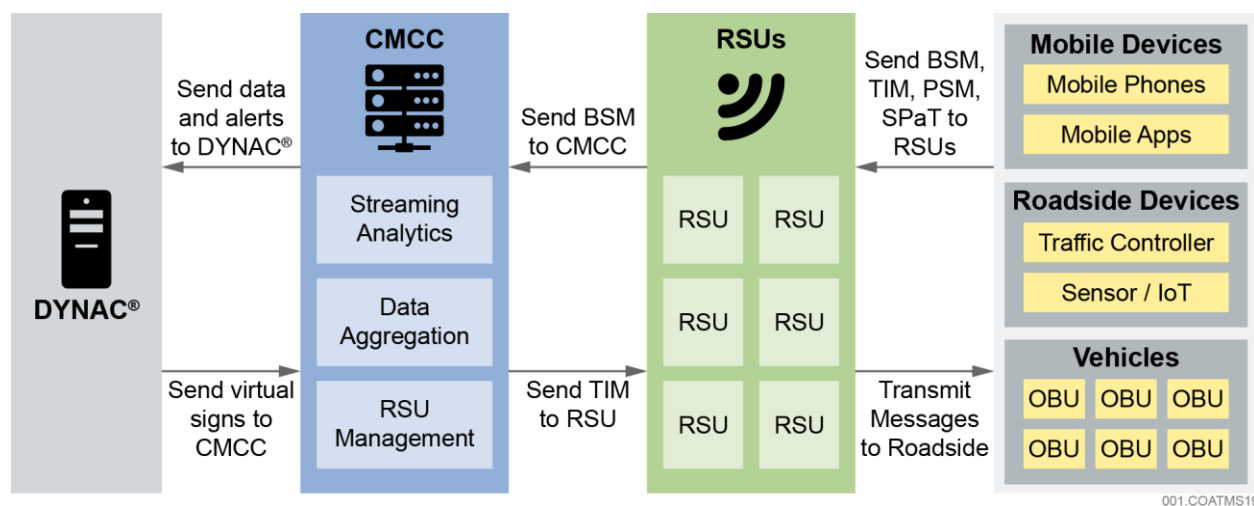 DYNAC®
Send data
and alerts
to DYNAC®
Send virtual
signs to
CMCC
CMCC
Streaming
Analytics
Data
Aggregation
RSU
Management
Send BSM
to CMCC
Send TIM
to RSU
RSUs
RSU RSU
RSU RSU
RSU RSU
Send BSM,
TIM, PSM,
SPaT to
RSUs
Transmit
Messages
to Roadside
Mobile Devices
Mobile Phones
Mobile Apps
Roadside Devices
Traffic Controller
Sensor / IoT
Vehicles
OBU OBU OBU
OBU OBU OBU
001.COATMS19